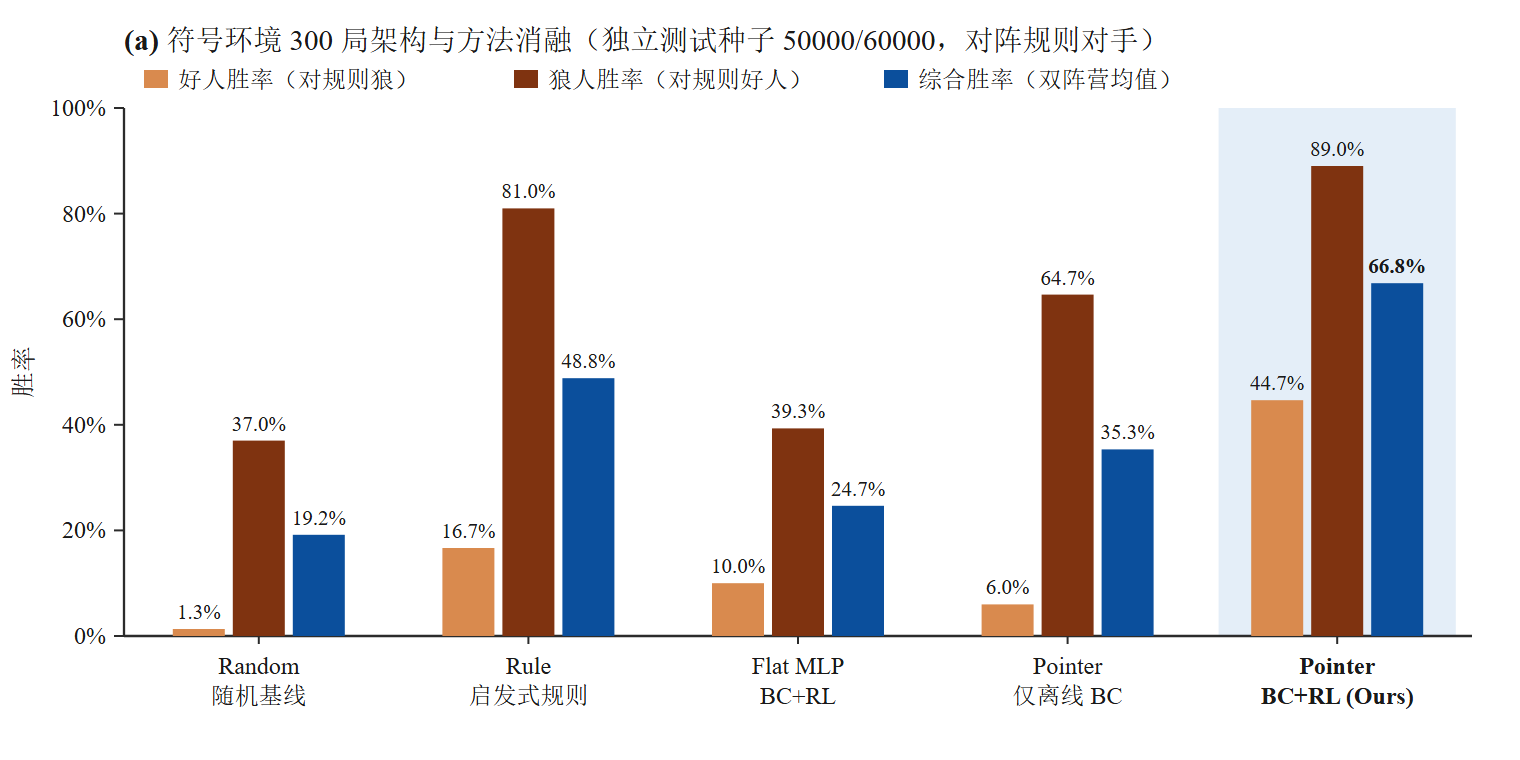 (a) 符号环境 300 局架构与方法消融（独立测试种子 50000/60000，对阵规则对手）
好人胜率（对规则狼） 狼人胜率（对规则好人） 综合胜率（双阵营均值）
100%
80%
60%
40%
20%
0%
胜率
1.3% 37.0% 19.2%
16.7% 81.0% 48.8%
10.0% 39.3% 24.7%
6.0% 64.7% 35.3%
44.7% 89.0% 66.8%
Random
随机基线
Rule
启发式规则
Flat MLP
BC+RL
Pointer
仅离线 BC
Pointer
BC+RL (Ours)